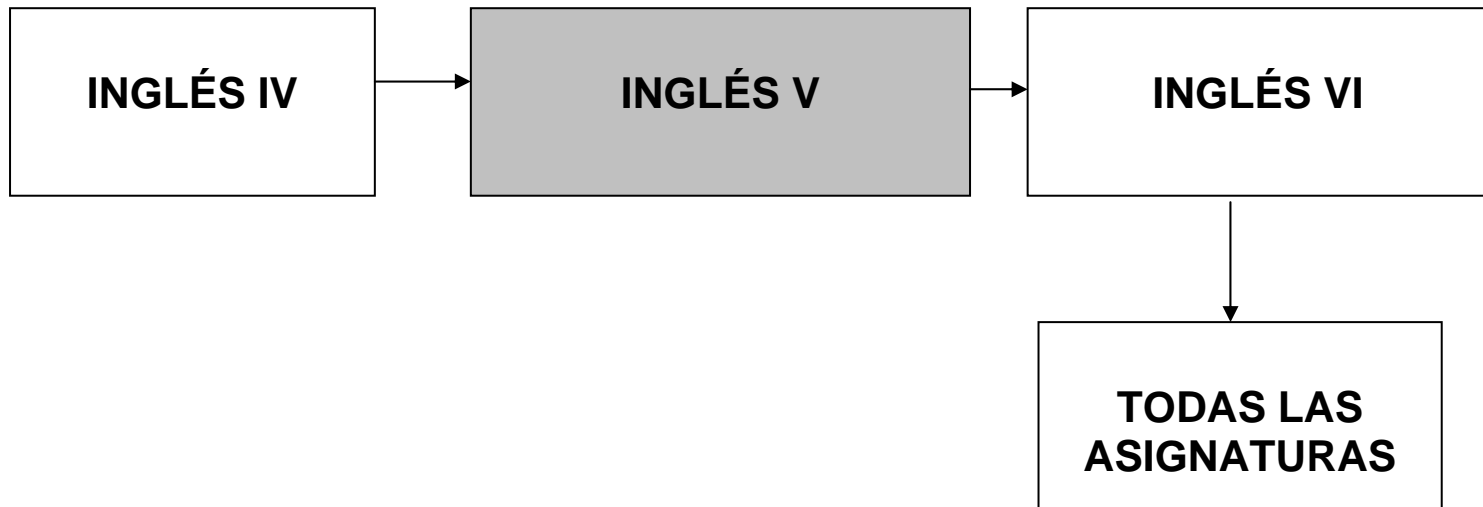 INGLÉS IV
INGLÉS V
INGLÉS VI
TODAS LAS
ASIGNATURAS